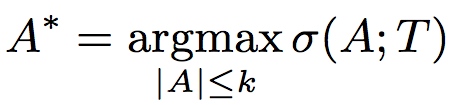 A* = argmax σ(A; T)
|A|≤k